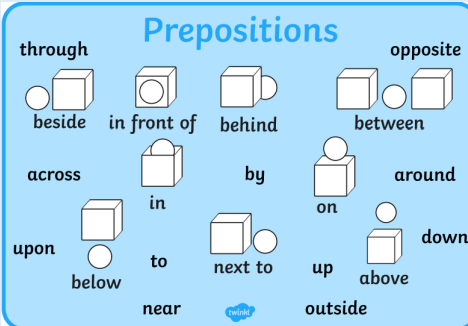 Prepositions
through
opposite
beside
in front of
behind
between
across
in
by
on
around
upon
below
to
next to
up
above
down
near
twinkl
outside